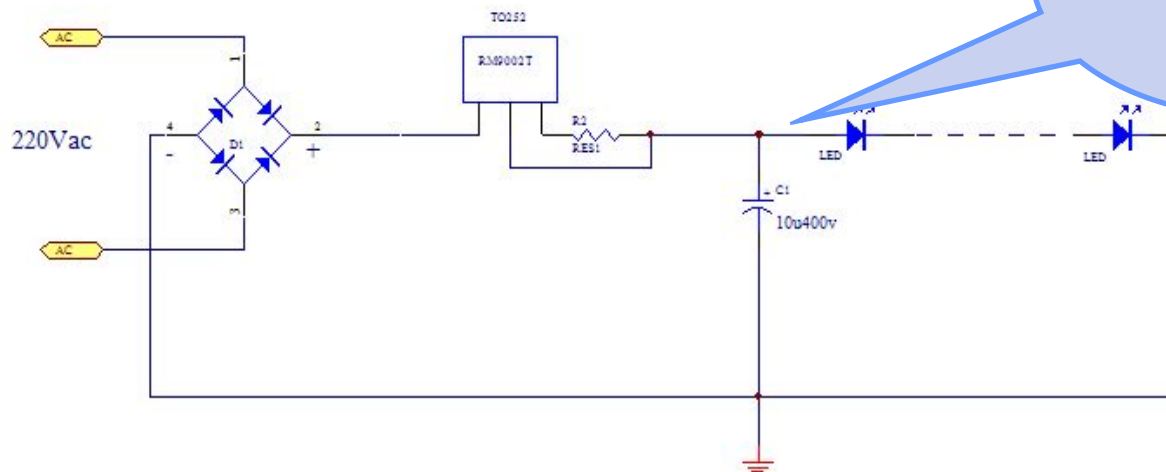 TO252
AC
RM9002T
1
220Vac
4
2
R2
D1
RES1
-
+
LED
LED
3
+ C1
10u400v
AC